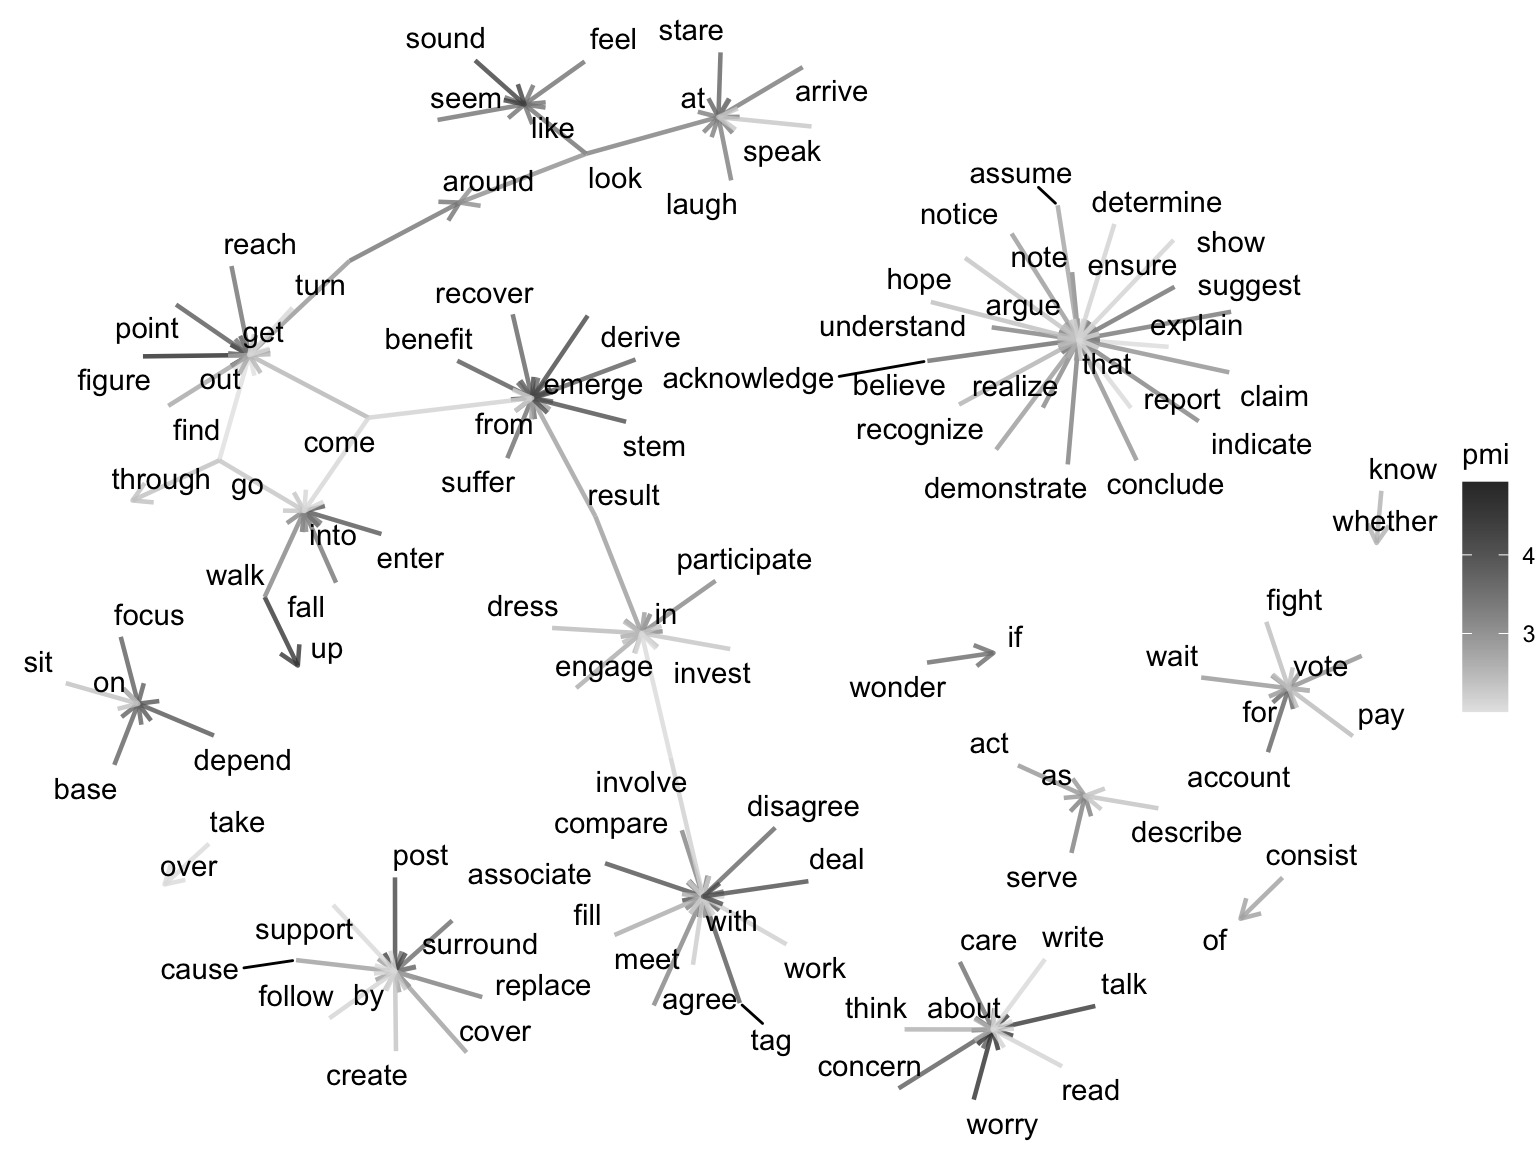 sound
feel
stare
seem
at
arrive
like
speak
around
look
laugh
assume
notice
determine
reach
note
ensure
show
turn
hope
argue
suggest
recover
point
get
benefit
derive
understand
explain
figure
out
emerge
acknowledge
believe
realize
that
report
claim
find
come
from
stem
recognize
indicate
through
go
suffer
result
demonstrate
conclude
know
pmi
whether
into
enter
4
walk
fall
participate
focus
dress
in
fight
3
up
if
sit
on
engage
invest
wonder
wait
vote
for
pay
base
depend
involve
act
as
account
take
compare
disagree
describe
over
post
associate
deal
serve
consist
support
surround
fill
with
care
write
of
cause
follow
by
replace
meet
work
talk
agree
think
about
cover
tag
create
concern
read
worry